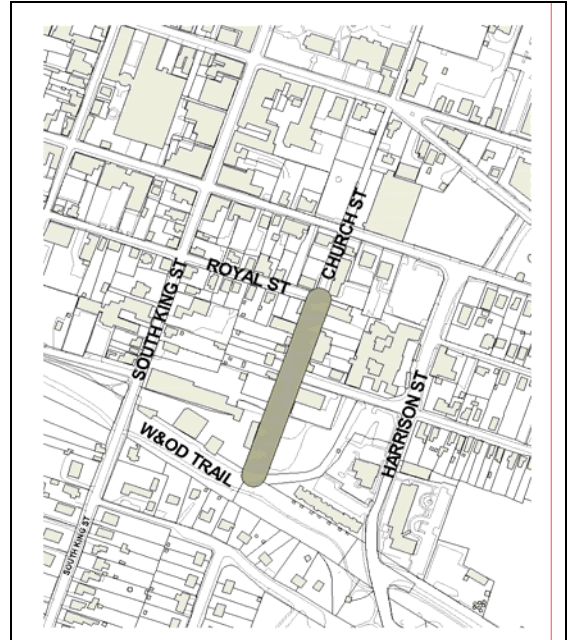 CHURCH ST
ROYAL ST
SOUTH KING ST
HARRISON ST
W&OD TRAIL
SOUTH KING ST